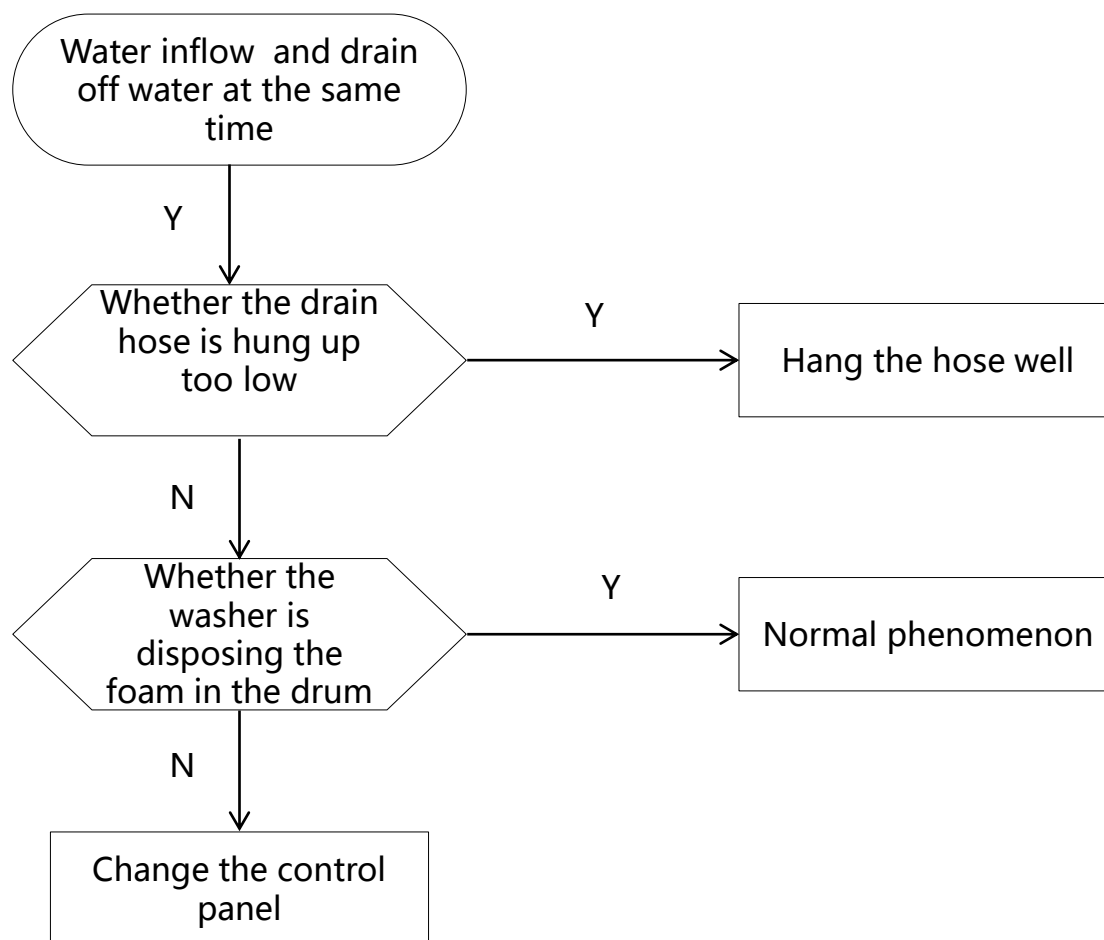 Water inflow  and drain
off water at the same
time
Y
Whether the drain
hose is hung up
too low
Y
Hang the hose well
N
Whether the
washer is
disposing the
foam in the drum
Y
Normal phenomenon
N
Change the control
panel